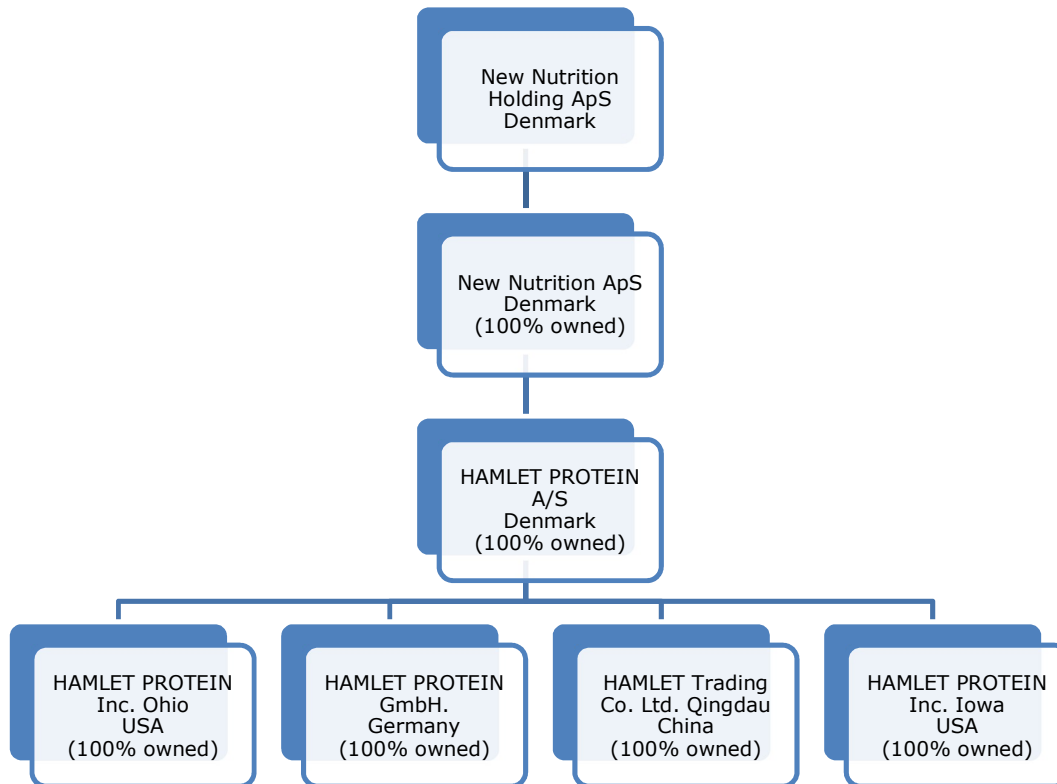 New Nutrition
Holding ApS
Denmark
New Nutrition ApS
Denmark
(100% owned)
HAMLET PROTEIN
A/S
Denmark
(100% owned)
HAMLET PROTEIN
Inc. Ohio
USA
(100% owned)
HAMLET PROTEIN
GmbH.
Germany
(100% owned)
HAMLET Trading
Co. Ltd. Qingdau
China
(100% owned)
HAMLET PROTEIN
Inc. Iowa
USA
(100% owned)